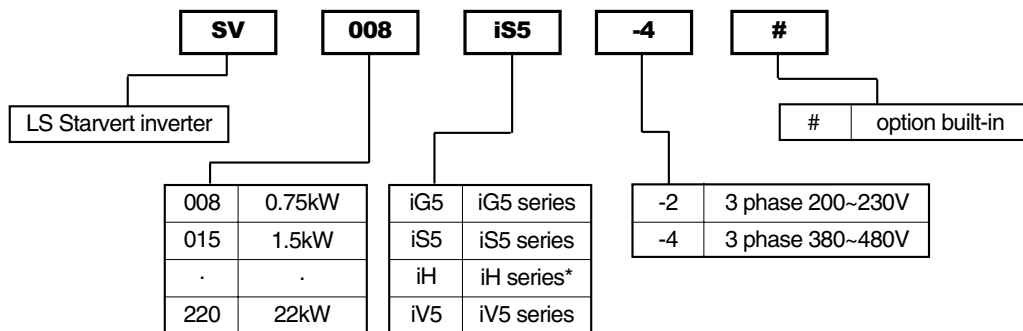 SV 008 iS5 -4 #
LS Starvert inverter
# option built-in
008 0.75kW
015 1.5kW
· ·
220 22kW
iG5 iG5 series
iS5 iS5 series
iH iH series*
iV5 iV5 series
-2 3 phase 200~230V
-4 3 phase 380~480V